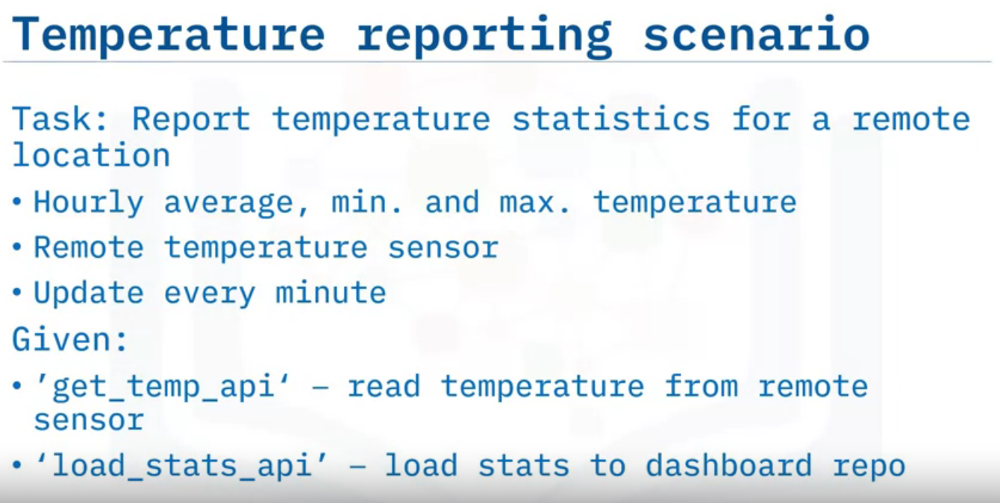 Temperature reporting scenario
Task: Report temperature statistics for a remote
location
• Hourly average, min. and max. temperature
• Remote temperature sensor
• Update every minute
Given:
• ’get_temp_api‘ – read temperature from remote
sensor
• ‘load_stats_api’ – load stats to dashboard repo